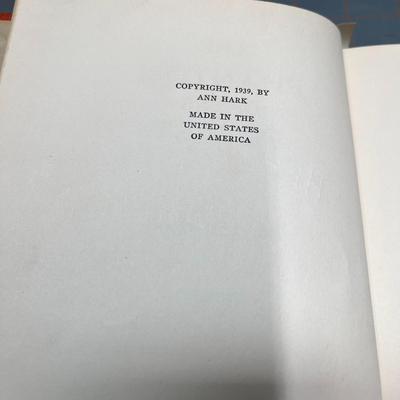 COPYRIGHT, 1939, BY
ANN HARK
MADE IN THE
UNITED STATES
OF AMERICA